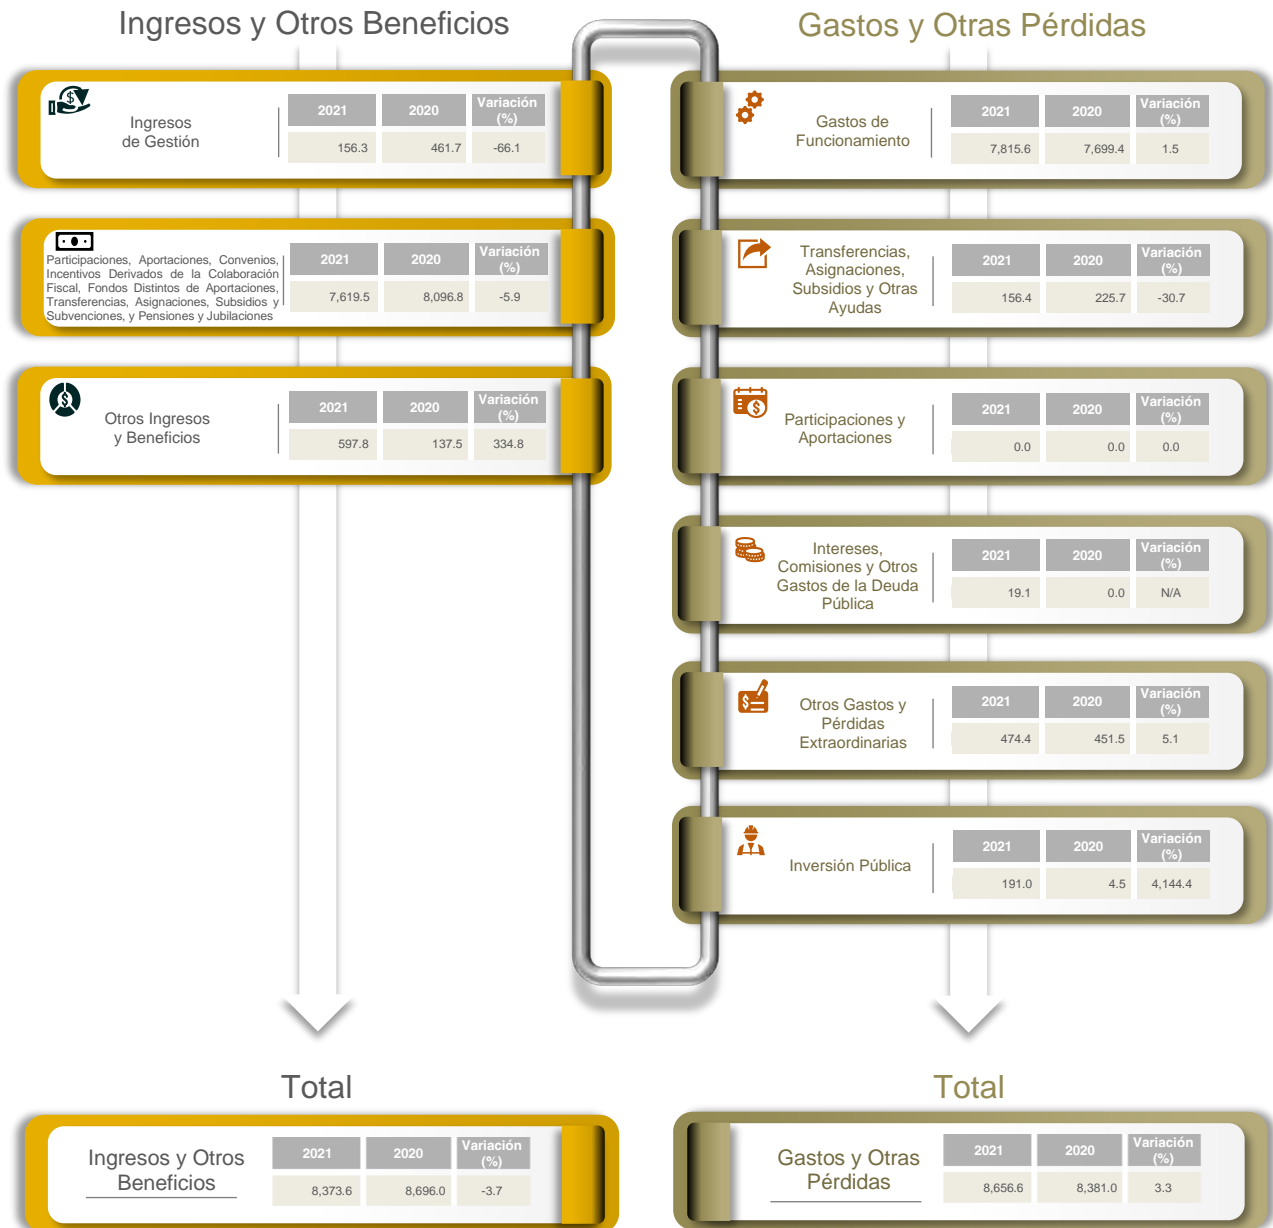 Ingresos y Otros Beneficios
Ingresos
de Gestión
2021 2020 Variación
(%)
156.3 461.7 -66.1
Participaciones, Aportaciones, Convenios,
Incentivos Derivados de la Colaboración
Fiscal, Fondos Distintos de Aportaciones,
Transferencias, Asignaciones, Subsidios y
Subvenciones, y Pensiones y Jubilaciones
2021 2020 Variación
(%)
7,619.5 8,096.8 -5.9
Otros Ingresos
y Beneficios
2021 2020 Variación
(%)
597.8 137.5 334.8
Total
Ingresos y Otros
Beneficios
2021 2020 Variación
(%)
8,373.6 8,696.0 -3.7
Gastos y Otras Pérdidas
Gastos de
Funcionamiento
2021 2020 Variación
(%)
7,815.6 7,699.4 1.5
Transferencias,
Asignaciones,
Subsidios y Otras
Ayudas
2021 2020 Variación
(%)
156.4 225.7 -30.7
Participaciones y
Aportaciones
2021 2020 Variación
(%)
0.0 0.0 0.0
Intereses,
Comisiones y Otros
Gastos de la Deuda
Pública
2021 2020 Variación
(%)
19.1 0.0 N/A
Otros Gastos y
Pérdidas
Extraordinarias
2021 2020 Variación
(%)
474.4 451.5 5.1
Inversión Pública
2021 2020 Variación
(%)
191.0 4.5 4,144.4
Total
Gastos y Otras
Pérdidas
2021 2020 Variación
(%)
8,656.6 8,381.0 3.3